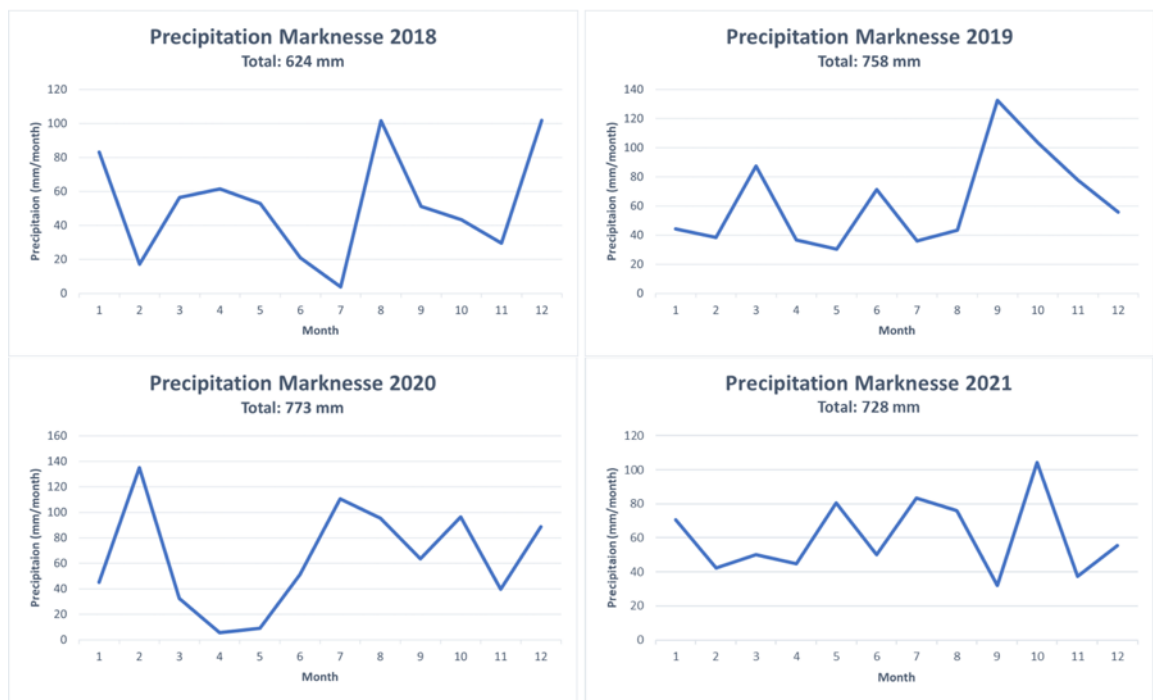 Precipitation Marknesse 2018
Total: 624 mm
Precipitaion (mm/month)
120
100
80
60
40
20
0
1 2 3 4 5 6 7 8 9 10 11 12
Month
Precipitation Marknesse 2019
Total: 758 mm
Precipitaion (mm/month)
140
120
100
80
60
40
20
0
1 2 3 4 5 6 7 8 9 10 11 12
Month
Precipitation Marknesse 2020
Total: 773 mm
Precipitaion (mm/month)
160
140
120
100
80
60
40
20
0
1 2 3 4 5 6 7 8 9 10 11 12
Month
Precipitation Marknesse 2021
Total: 728 mm
Precipitaion (mm/month)
120
100
80
60
40
20
0
1 2 3 4 5 6 7 8 9 10 11 12
Month